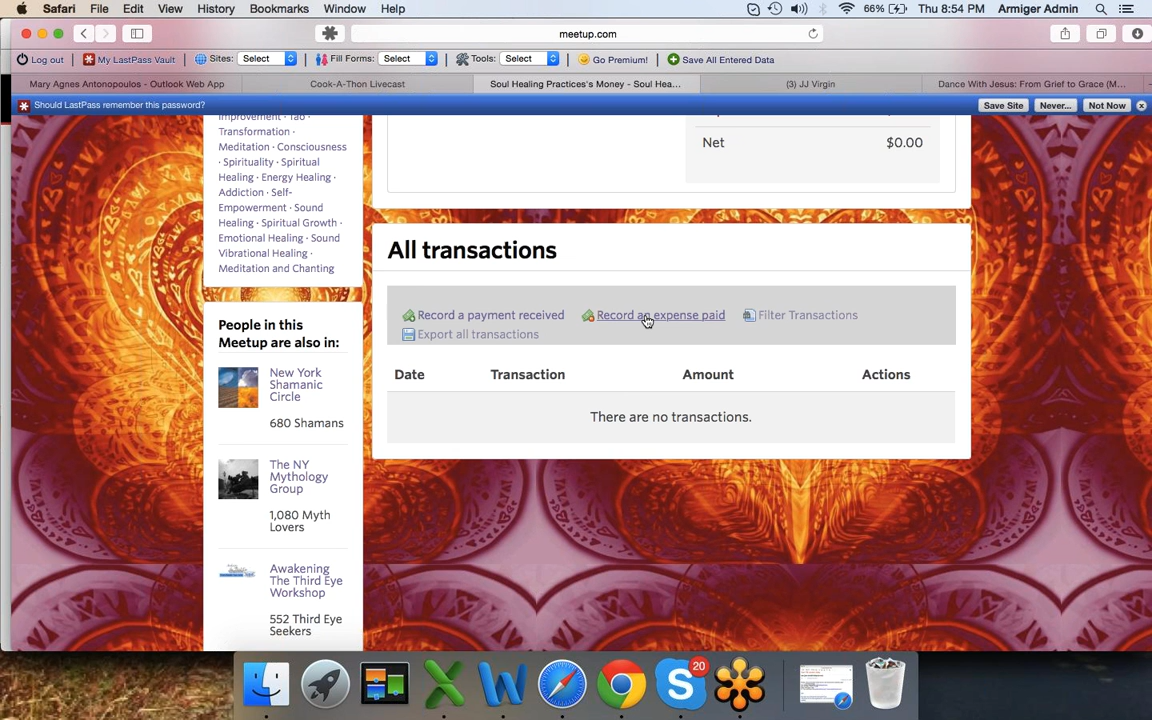 Safari File Edit View History Bookmarks Window Help 66% Thu 8:54 PM Armiger Admin
meetup.com
Log out My LastPass Vault Sites: Select Fill Forms: Select Tools: Select Go Premium! Save All Entered Data
Mary Agnes Antonopoulos - Outlook Web App Cook-A-Thon Livecast Soul Healing Practices's Money - Soul Hea... (3) JJ Virgin Dance With Jesus: From Grief to Grace (M...
Should LastPass remember this password? Save Site Never... Not Now
Improvement · Tao ·
Transformation ·
Meditation · Consciousness
· Spirituality · Spiritual
Healing · Energy Healing ·
Addiction · Self-
Empowerment · Sound
Healing · Spiritual Growth ·
Emotional Healing · Sound
Vibrational Healing ·
Meditation and Chanting
People in this
Meetup are also in:
New York
Shamanic
Circle
680 Shamans
The NY
Mythology
Group
1,080 Myth
Lovers
Awakening
The Third Eye
Workshop
552 Third Eye
Seekers
Net $0.00
All transactions
Record a payment received Record an expense paid Filter Transactions
Export all transactions
Date Transaction Amount Actions
There are no transactions.
20